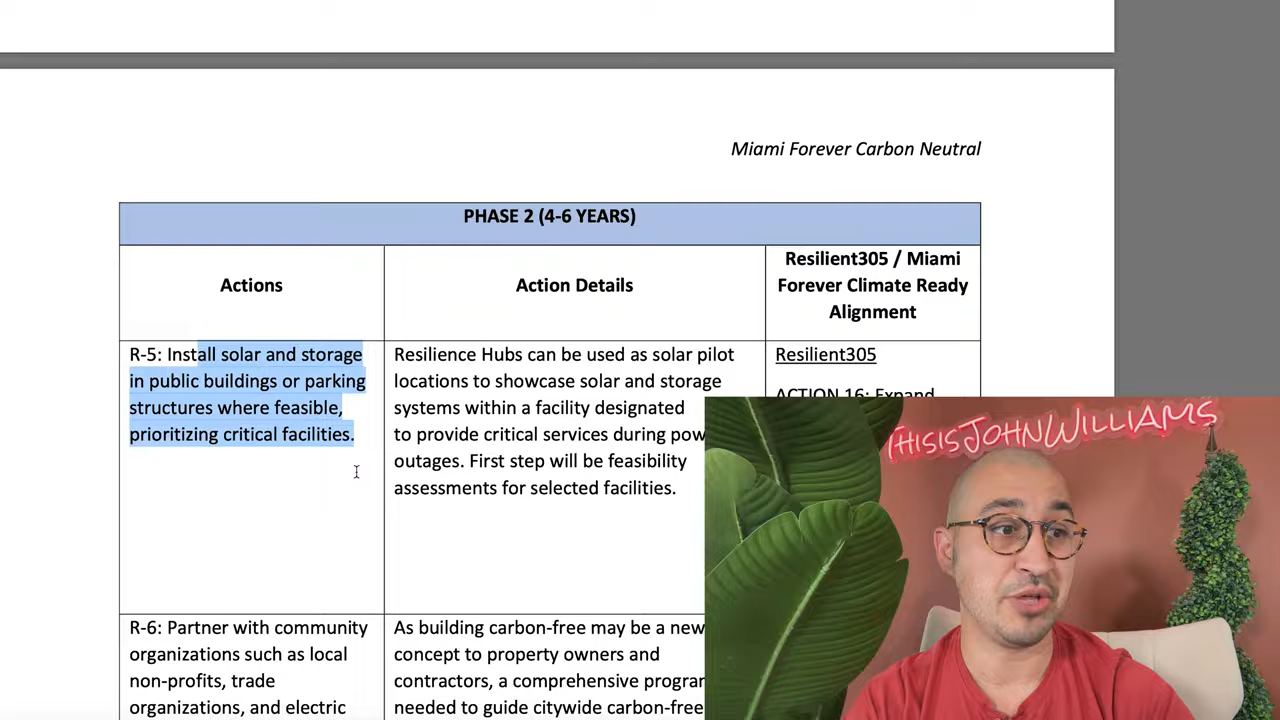 Miami Forever Carbon Neutral
PHASE 2 (4-6 YEARS)
Actions
Action Details
Resilient305 / Miami
Forever Climate Ready
Alignment
R-5: Install solar and storage
in public buildings or parking
structures where feasible,
prioritizing critical facilities.
Resilience Hubs can be used as solar pilot
locations to showcase solar and storage
systems within a facility designated
to provide critical services during pow
outages. First step will be feasibility
assessments for selected facilities.
Resilient305
ACTION 16: Expand
R-6: Partner with community
organizations such as local
non-profits, trade
organizations, and electric
As building carbon-free may be a new
concept to property owners and
contractors, a comprehensive program
needed to guide citywide carbon-free
THISISJOHNWILLIAMS